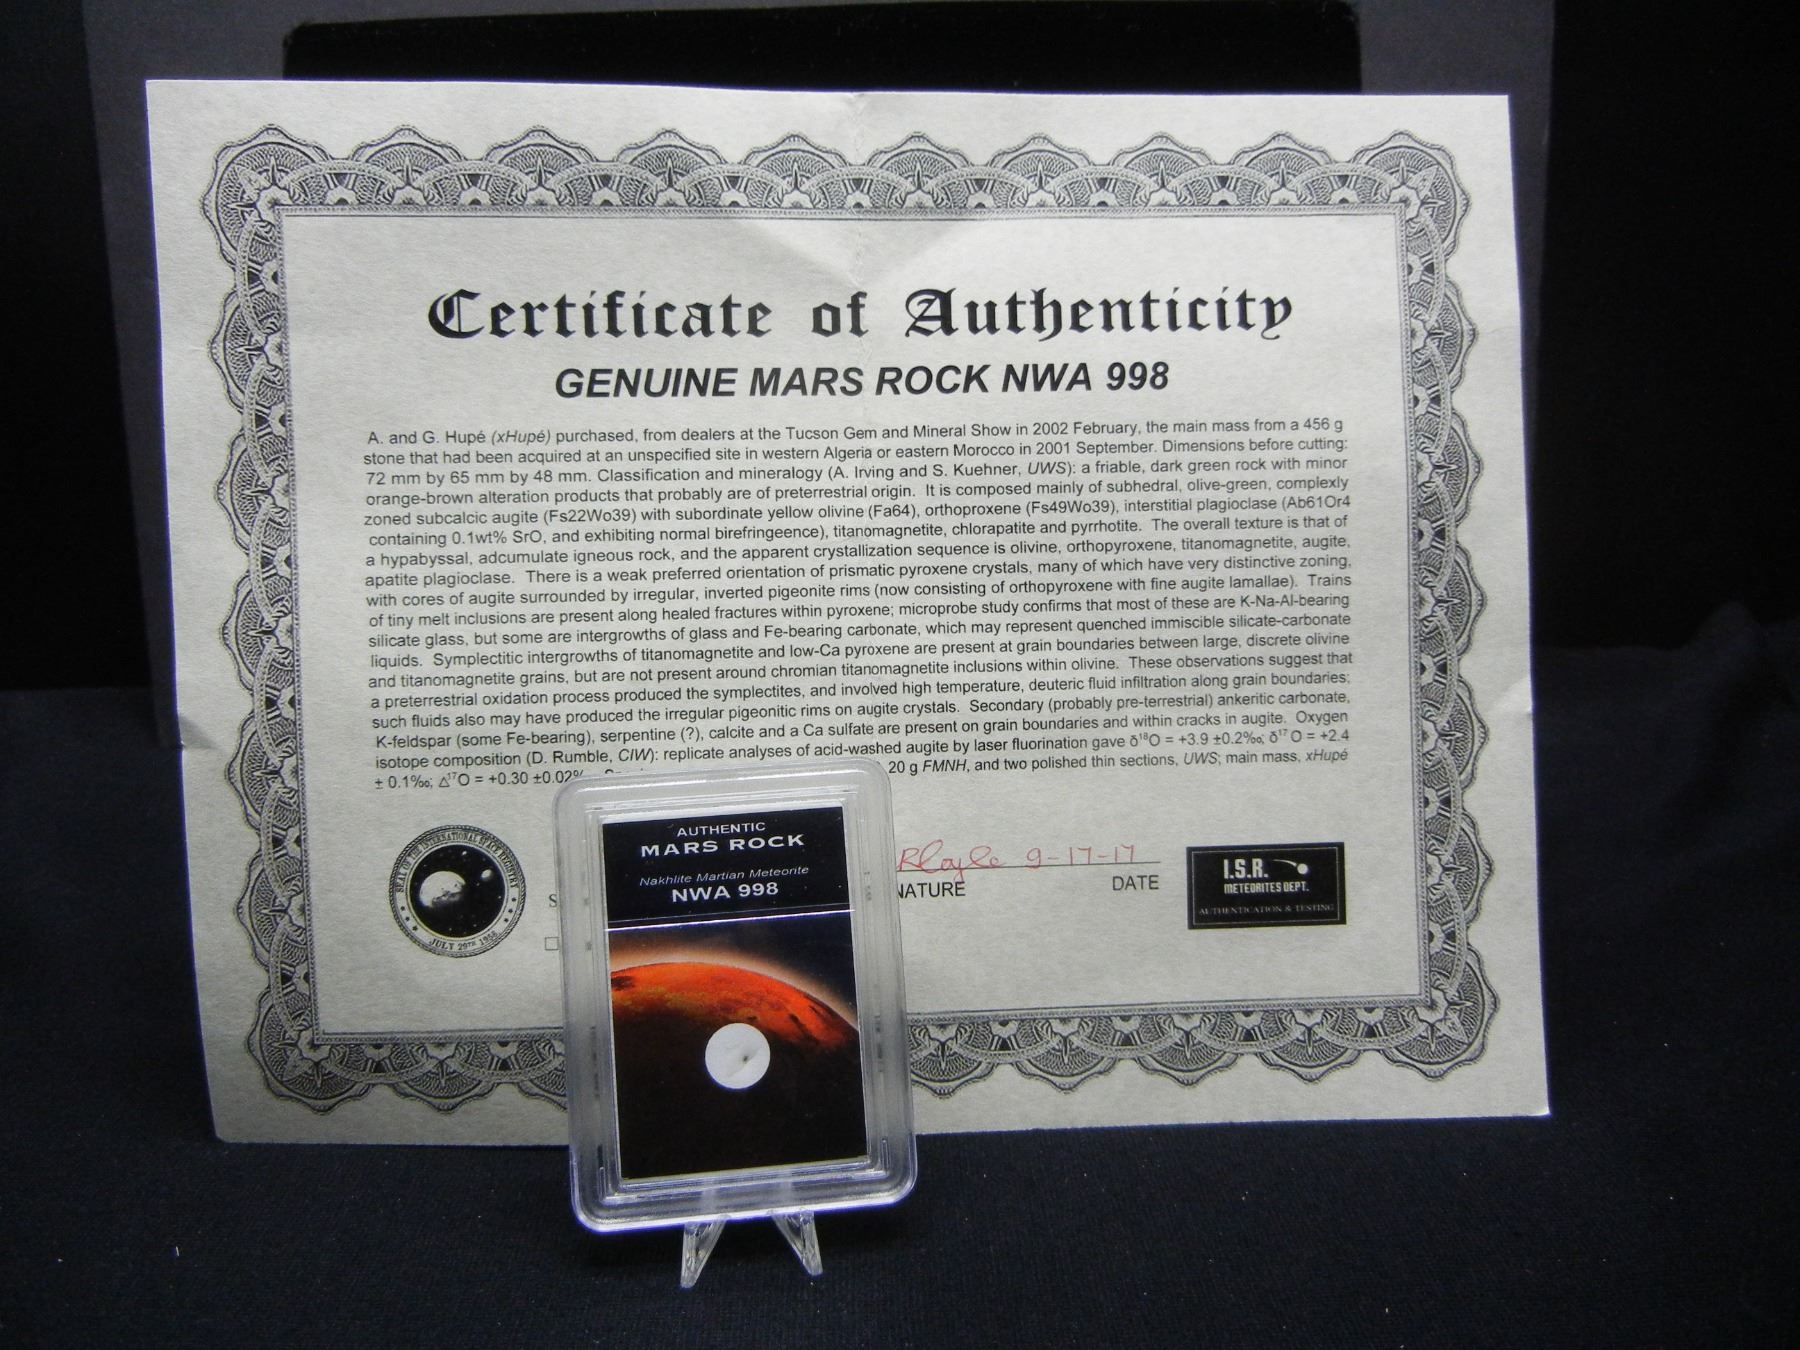 Certificate of Authenticity
GENUINE MARS ROCK NWA 998
A. and G. Hupé (xHupé) purchased, from dealers at the Tucson Gem and Mineral Show in 2002 February, the main mass from a 456 g
stone that had been acquired at an unspecified site in western Algeria or eastern Morocco in 2001 September. Dimensions before cutting:
72 mm by 65 mm by 48 mm. Classification and mineralogy (A. Irving and S. Kuehner, UWS): a friable, dark green rock with minor
orange-brown alteration products that probably are of preterrestrial origin. It is composed mainly of subhedral, olive-green, complexly
zoned subcalcic augite (Fs22Wo39) with subordinate yellow olivine (Fa64), orthoproxene (Fs49Wo39), interstitial plagioclase (Ab61Or4
containing 0.1wt% SrO, and exhibiting normal birefringeence), titanomagnetite, chlorapatite and pyrrhotite. The overall texture is that of
a hypabyssal, adcumulate igneous rock, and the apparent crystallization sequence is olivine, orthopyroxene, titanomagnetite, augite,
apatite plagioclase. There is a weak preferred orientation of prismatic pyroxene crystals, many of which have very distinctive zoning,
with cores of augite surrounded by irregular, inverted pigeonite rims (now consisting of orthopyroxene with fine augite lamallae). Trains
of tiny melt inclusions are present along healed fractures within pyroxene; microprobe study confirms that most of these are K-Na-Al-bearing
silicate glass, but some are intergrowths of glass and Fe-bearing carbonate, which may represent quenched immiscible silicate-carbonate
liquids. Symplectitic intergrowths of titanomagnetite and low-Ca pyroxene are present at grain boundaries between large, discrete olivine
and titanomagnetite grains, but are not present around chromian titanomagnetite inclusions within olivine. These observations suggest that
a preterrestrial oxidation process produced the symplectites, and involved high temperature, deuteric fluid infiltration along grain boundaries;
such fluids also may have produced the irregular pigeonitic rims on augite crystals. Secondary (probably pre-terrestrial) ankeritic carbonate,
K-feldspar (some Fe-bearing), serpentine (?), calcite and a Ca sulfate are present on grain boundaries and within cracks in augite. Oxygen
isotope composition (D. Rumble, CIW): replicate analyses of acid-washed augite by laser fluorination gave δ¹⁸O = +3.9 ±0.2‰; δ¹⁷O = +2.4
± 0.1‰; Δ¹⁷O = +0.30 ±0.02‰ 20 g FMNH, and two polished thin sections, UWS; main mass, xHupé
SEAL OF THE INTERNATIONAL SPACE REGISTRY
JULY 29TH 1958
9-17-17
NATURE DATE
I.S.R.
METEORITES DEPT.
AUTHENTICATION & TESTING
AUTHENTIC
MARS ROCK
Nakhlite Martian Meteorite
NWA 998